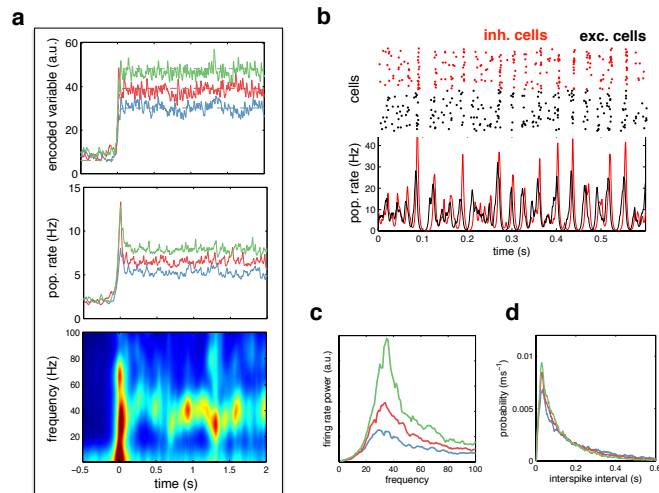 a
encoded variable (a.u.)
60
40
20
0
pop. rate (Hz)
15
10
5
0
frequency (Hz)
100
80
60
40
20
-0.5 0 0.5 1 1.5 2
time (s)
b
inh. cells exc. cells
cells
pop. rate (Hz)
40
30
20
10
0
0 0.1 0.2 0.3 0.4 0.5
time (s)
c
firing rate power (a.u.)
0 20 40 60 80 100
frequency
d
probability (ms⁻¹)
0.01
0.005
0
0 0.2 0.4 0.6
interspike interval (s)